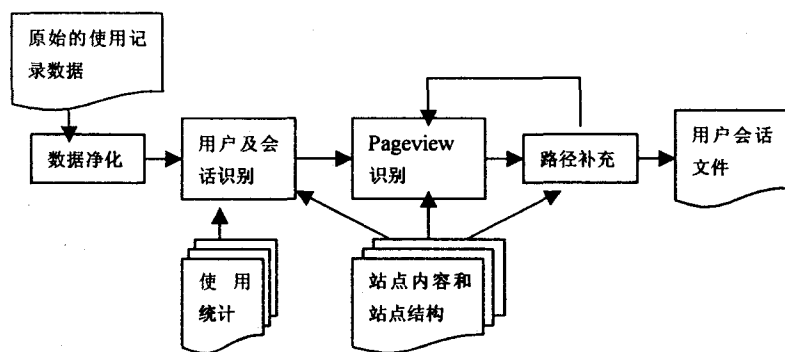 原始的使用记
录数据
数据净化
用户及会
话识别
Pageview
识别
路径补充
用户会话
文件
使用
统计
站点内容和
站点结构